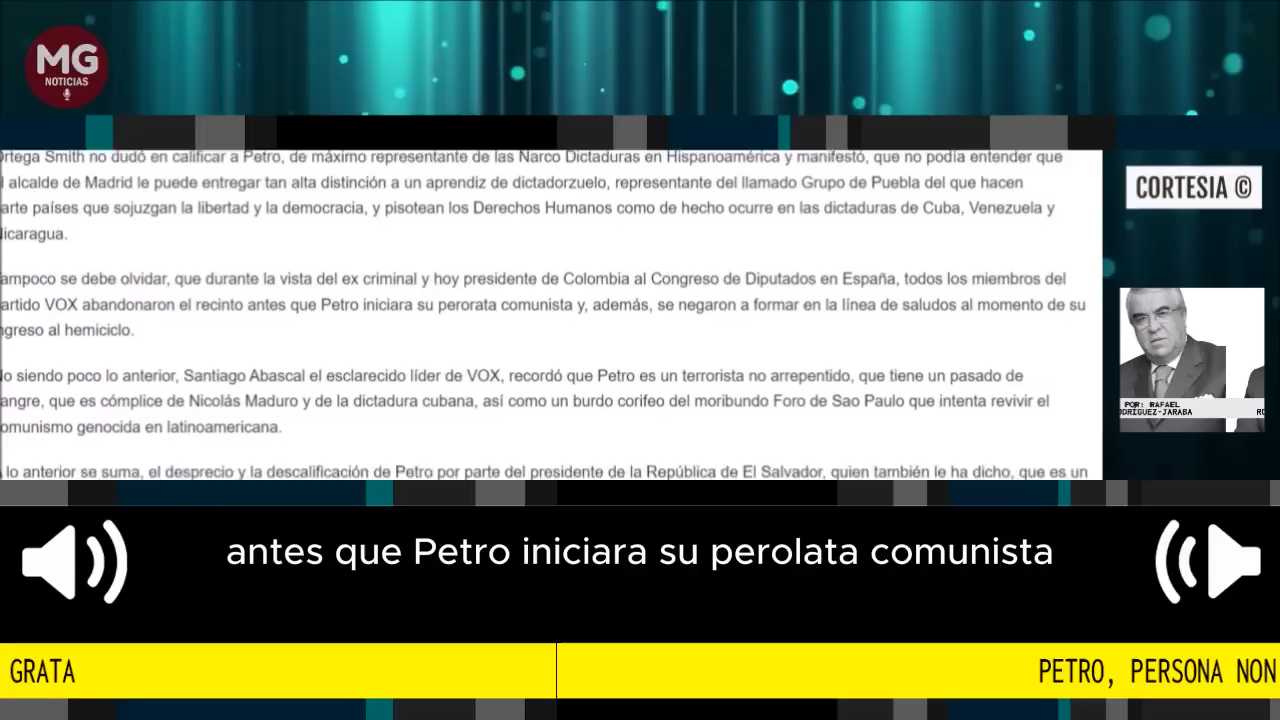 MG
NOTICIAS
rtega Smith no dudó en calificar a Petro, de máximo representante de las Narco Dictaduras en Hispanoamérica y manifestó, que no podía entender que
l alcalde de Madrid le puede entregar tan alta distinción a un aprendiz de dictadorzuelo, representante del llamado Grupo de Puebla del que hacen
arte países que sojuzgan la libertad y la democracia, y pisotean los Derechos Humanos como de hecho ocurre en las dictaduras de Cuba, Venezuela y
icaragua.
ampoco se debe olvidar, que durante la vista del ex criminal y hoy presidente de Colombia al Congreso de Diputados en España, todos los miembros del
artido VOX abandonaron el recinto antes que Petro iniciara su perorata comunista y, además, se negaron a formar en la línea de saludos al momento de su
ngreso al hemiciclo.
o siendo poco lo anterior, Santiago Abascal el esclarecido líder de VOX, recordó que Petro es un terrorista no arrepentido, que tiene un pasado de
angre, que es cómplice de Nicolás Maduro y de la dictadura cubana, así como un burdo corifeo del moribundo Foro de Sao Paulo que intenta revivir el
omunismo genocida en latinoamericana.
lo anterior se suma, el desprecio y la descalificación de Petro por parte del presidente de la República de El Salvador, quien también le ha dicho, que es un
CORTESIA ©
POR: RAFAEL
ODRIGUEZ-JARABA
RO
antes que Petro iniciara su perolata comunista
GRATA
PETRO, PERSONA NON